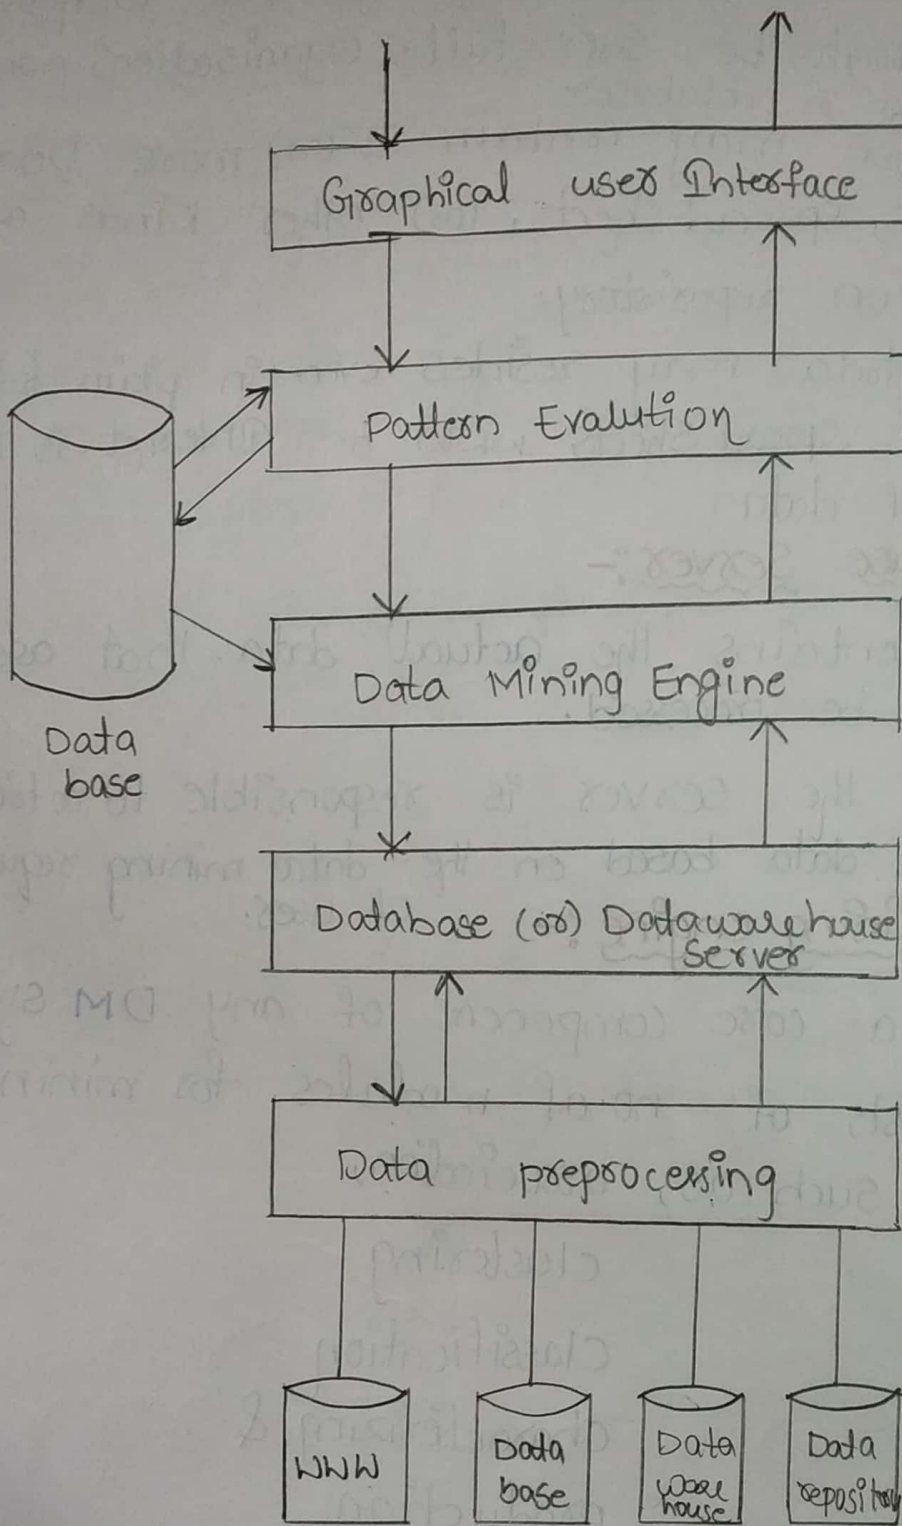 Graphical user Interface
Pattern Evalution
Data Mining Engine
Data
base
Database (or) Datawarehouse
Server
Data preprocessing
WWW
Data
base
Data
ware
house
Data
repository